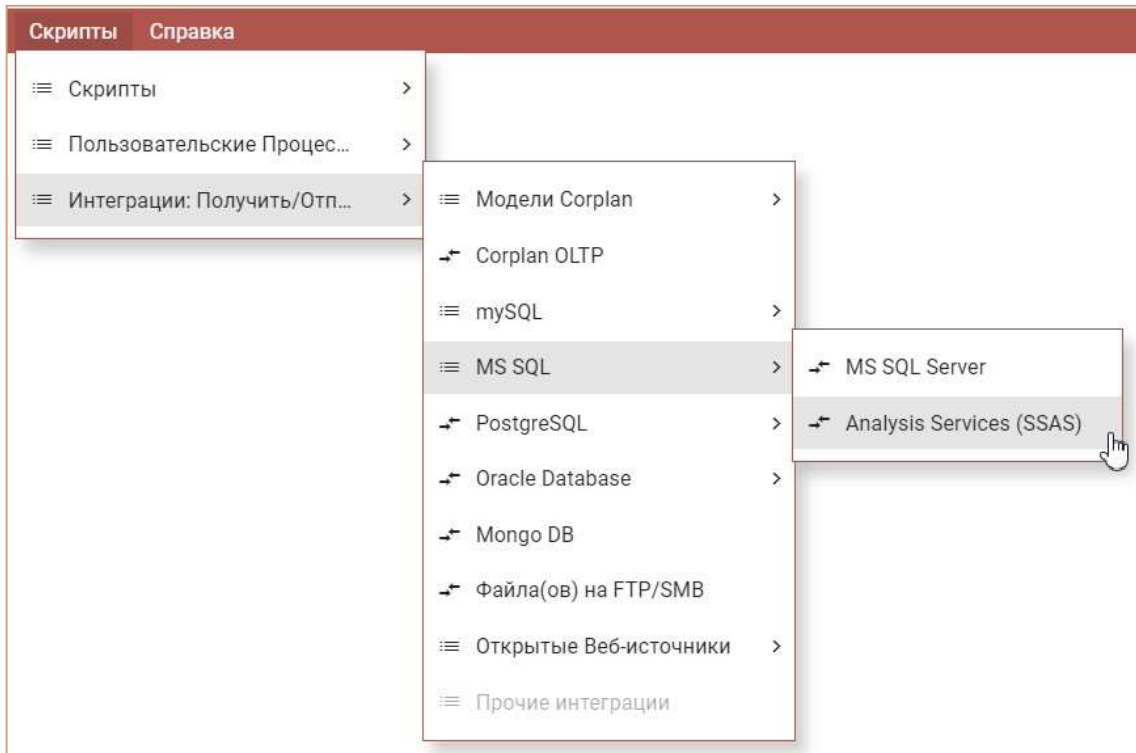 Скрипты Справка
Скрипты
Пользовательские Процес...
Интеграции: Получить/Отп...
Модели Corplan
Corplan OLTP
mySQL
MS SQL
PostgreSQL
Oracle Database
Mongo DB
Файла(ов) на FTP/SMB
Открытые Веб-источники
Прочие интеграции
MS SQL Server
Analysis Services (SSAS)